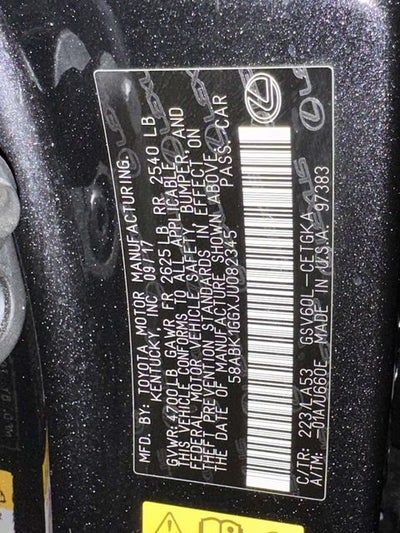 MFD. BY: TOYOTA MOTOR MANUFACTURING,
KENTUCKY, INC. 09/17
GVWR: 4700LB GAWR FR 2625LB RR 2540 LB
THIS VEHICLE CONFORMS TO ALL APPLICABLE
FEDERAL MOTOR VEHICLE SAFETY, BUMPER, AND
THEFT PREVENTION STANDARDS IN EFFECT ON
THE DATE OF MANUFACTURE SHOWN ABOVE.
58ABK1GGXJU082345 PASS. CAR
C/TR: 223/LA53 GSV60L-CETGKA
A/TM: -01A/U660E MADE IN U.S.A. 97383
LEXUS